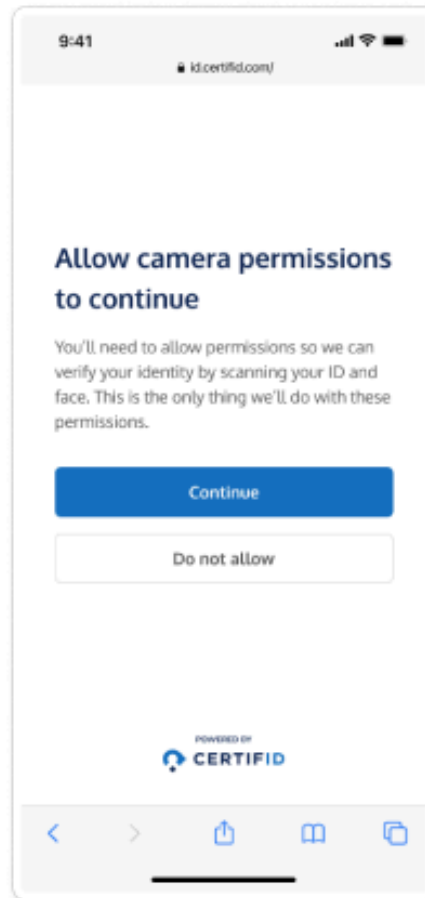 9:41
id.certifid.com/
Allow camera permissions
to continue
You'll need to allow permissions so we can
verify your identity by scanning your ID and
face. This is the only thing we'll do with these
permissions.
Continue
Do not allow
POWERED BY
CERTIFID